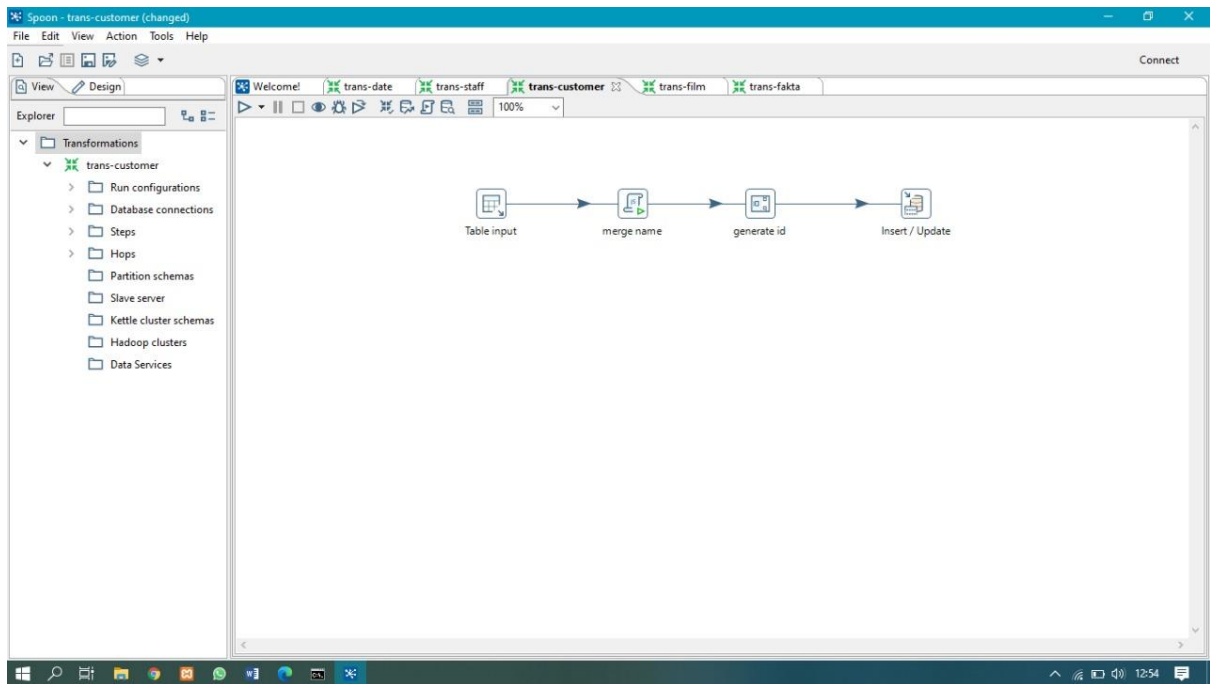 Spoon - trans-customer (changed)
File Edit View Action Tools Help
Connect
View Design
Welcome! trans-date trans-staff trans-customer trans-film trans-fakta
Explorer
100%
Transformations
trans-customer
Run configurations
Database connections
Steps
Hops
Partition schemas
Slave server
Kettle cluster schemas
Hadoop clusters
Data Services
Table input merge name generate id Insert / Update
12:54